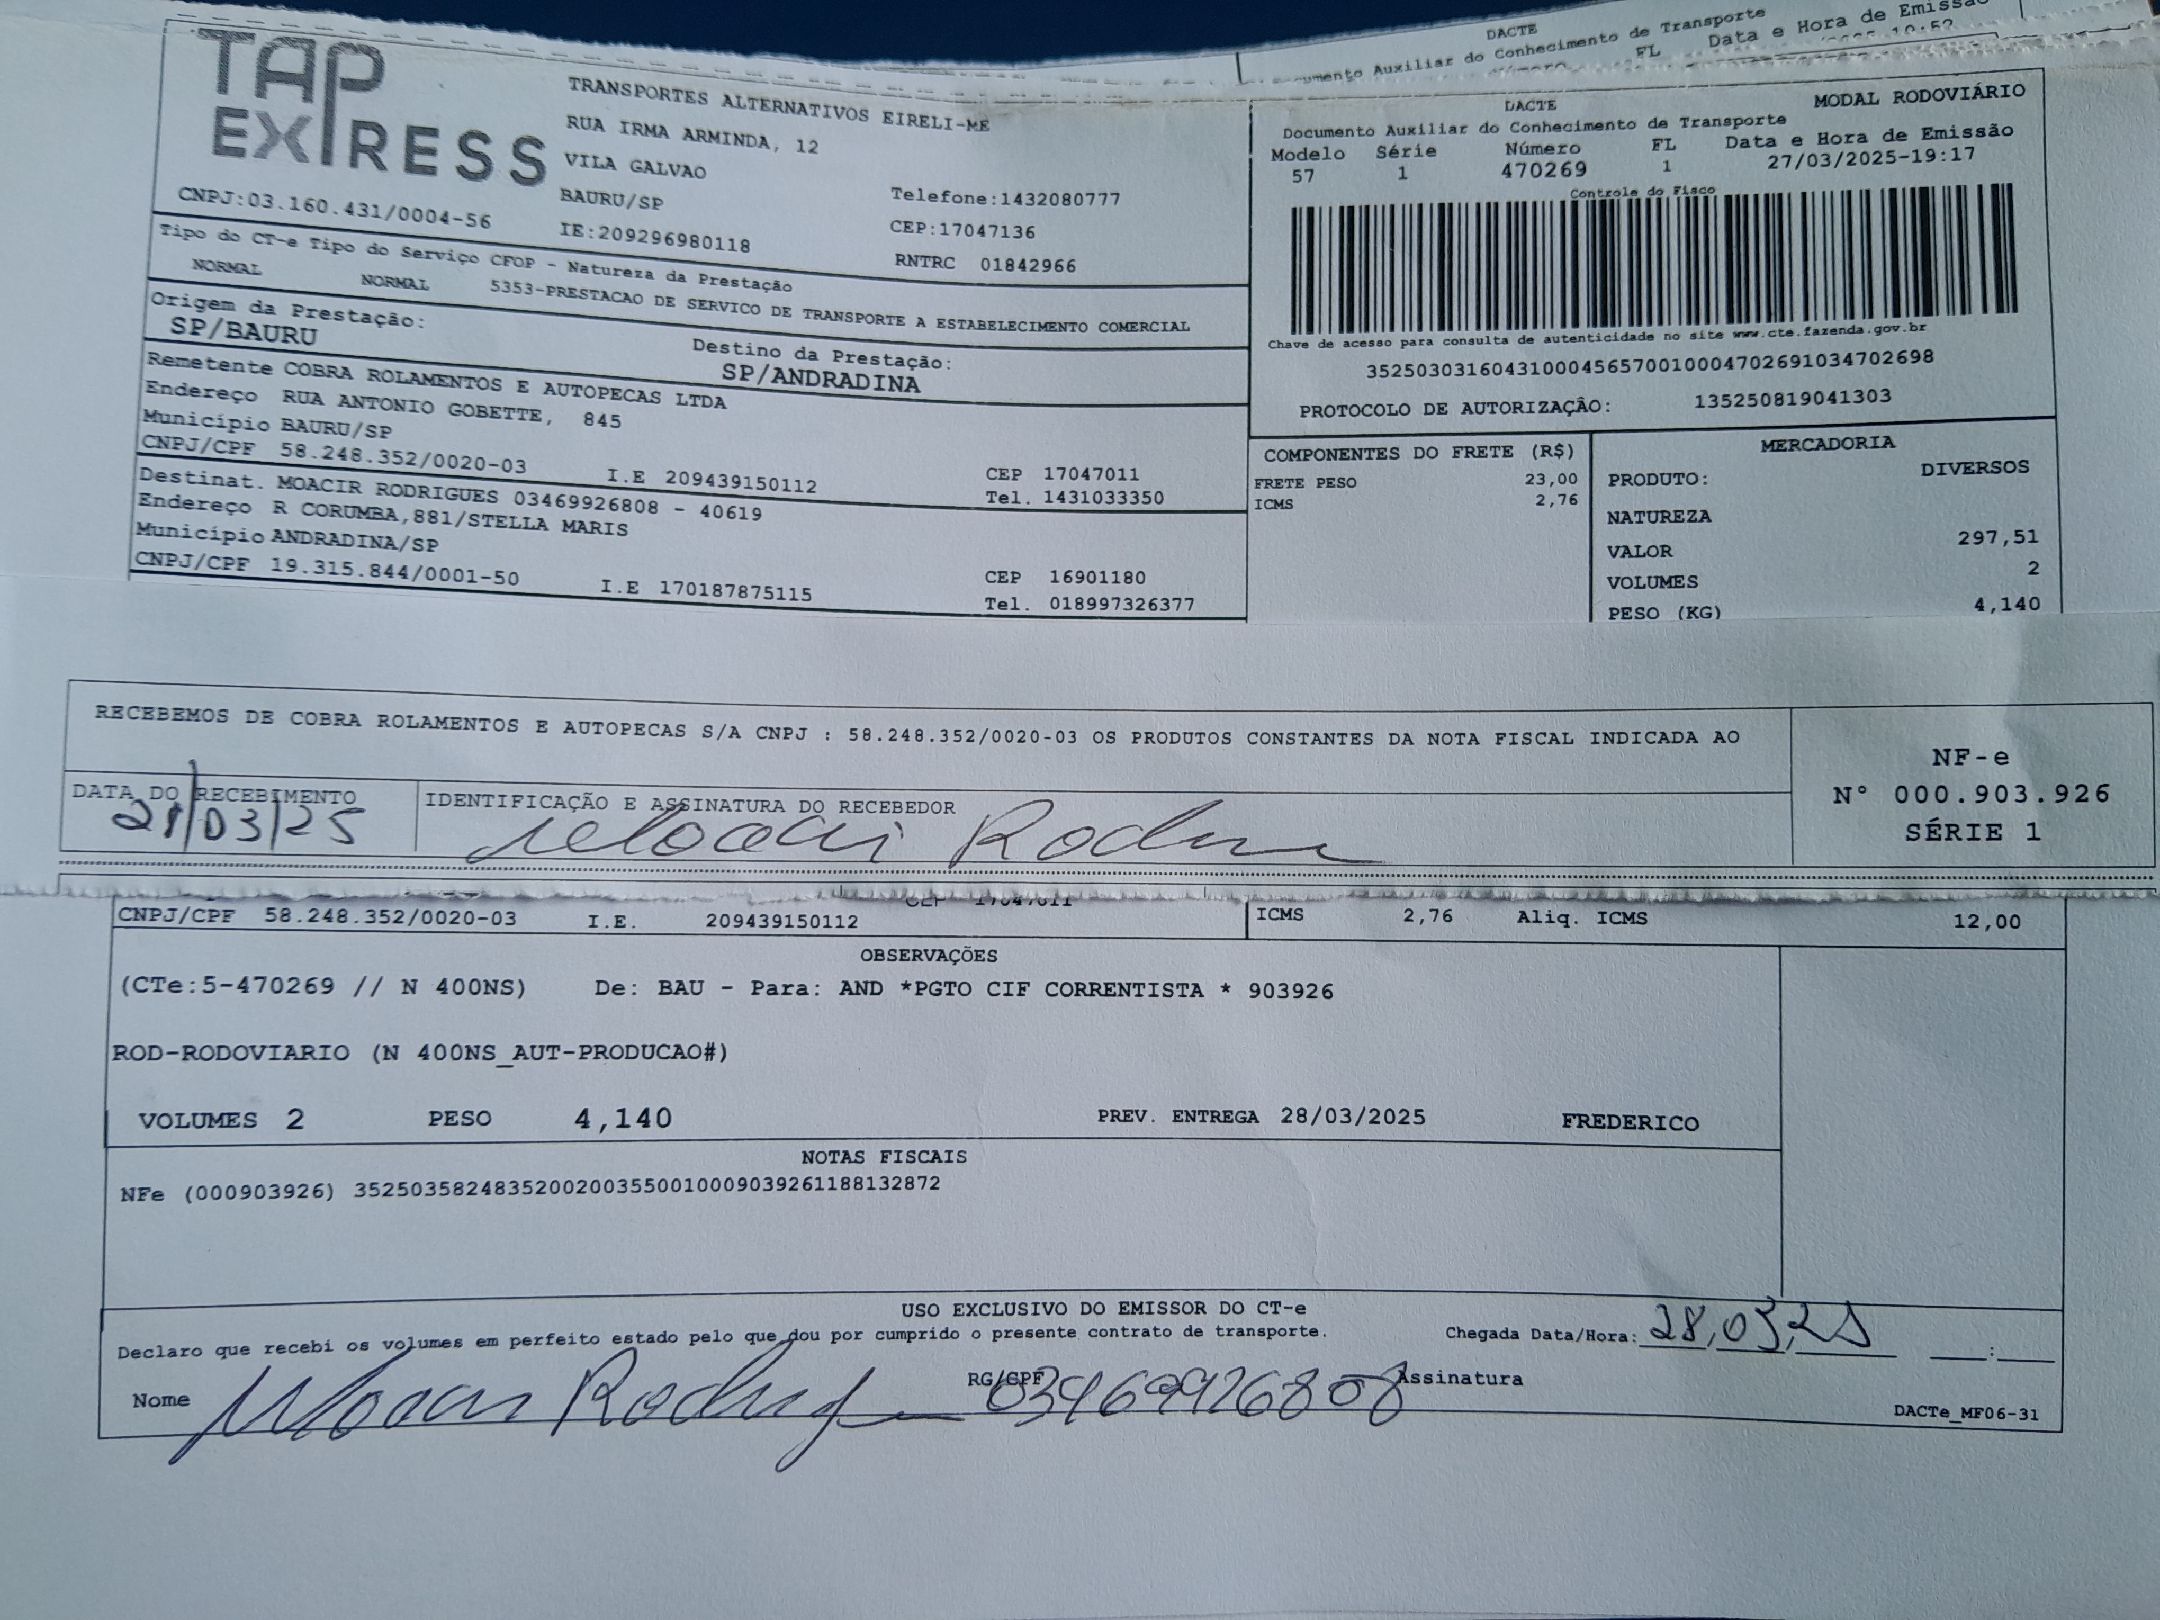 DACTE
Documento Auxiliar do Conhecimento de Transporte
FL Data e Hora de Emissão
TAP
EXPRESS
TRANSPORTES ALTERNATIVOS EIRELI-ME
RUA IRMA ARMINDA, 12
VILA GALVAO
BAURU/SP
Telefone:1432080777
CNPJ:03.160.431/0004-56
IE:209296980118
CEP:17047136
RNTRC 01842966
DACTE
MODAL RODOVIÁRIO
Documento Auxiliar do Conhecimento de Transporte
Modelo Série Número FL Data e Hora de Emissão
57 1 470269 1 27/03/2025-19:17
Controle do Fisco
Chave de acesso para consulta de autenticidade no site www.cte.fazenda.gov.br
35250303160431000456570010004702691034702698
PROTOCOLO DE AUTORIZAÇÃO: 135250819041303
Tipo do CT-e Tipo do Serviço CFOP - Natureza da Prestação
NORMAL NORMAL 5353-PRESTACAO DE SERVICO DE TRANSPORTE A ESTABELECIMENTO COMERCIAL
Origem da Prestação:
SP/BAURU
Destino da Prestação:
SP/ANDRADINA
Remetente COBRA ROLAMENTOS E AUTOPECAS LTDA
Endereço RUA ANTONIO GOBETTE, 845
Município BAURU/SP
CEP 17047011
CNPJ/CPF 58.248.352/0020-03 I.E 209439150112 Tel. 1431033350
Destinat. MOACIR RODRIGUES 03469926808 - 40619
Endereço R CORUMBA,881/STELLA MARIS
Município ANDRADINA/SP
CEP 16901180
CNPJ/CPF 19.315.844/0001-50 I.E 170187875115 Tel. 018997326377
COMPONENTES DO FRETE (R$)
FRETE PESO 23,00
ICMS 2,76
MERCADORIA
PRODUTO: DIVERSOS
NATUREZA
VALOR 297,51
VOLUMES 2
PESO (KG) 4,140
RECEBEMOS DE COBRA ROLAMENTOS E AUTOPECAS S/A CNPJ : 58.248.352/0020-03 OS PRODUTOS CONSTANTES DA NOTA FISCAL INDICADA AO
DATA DO RECEBIMENTO
28/03/25
IDENTIFICAÇÃO E ASSINATURA DO RECEBEDOR
NF-e
N° 000.903.926
SÉRIE 1
CEP 17047011
CNPJ/CPF 58.248.352/0020-03 I.E. 209439150112
ICMS 2,76 Aliq. ICMS 12,00
OBSERVAÇÕES
(CTe:5-470269 // N 400NS) De: BAU - Para: AND *PGTO CIF CORRENTISTA * 903926
ROD-RODOVIARIO (N 400NS_AUT-PRODUCAO#)
VOLUMES 2 PESO 4,140 PREV. ENTREGA 28/03/2025 FREDERICO
NOTAS FISCAIS
NFe (000903926) 35250358248352002003550010009039261188132872
USO EXCLUSIVO DO EMISSOR DO CT-e
Declaro que recebi os volumes em perfeito estado pelo que dou por cumprido o presente contrato de transporte. Chegada Data/Hora: 28,03,25 :
Nome Moacir Rodrigues RG/CPF 03469926808 Assinatura
DACTe_MF06-31